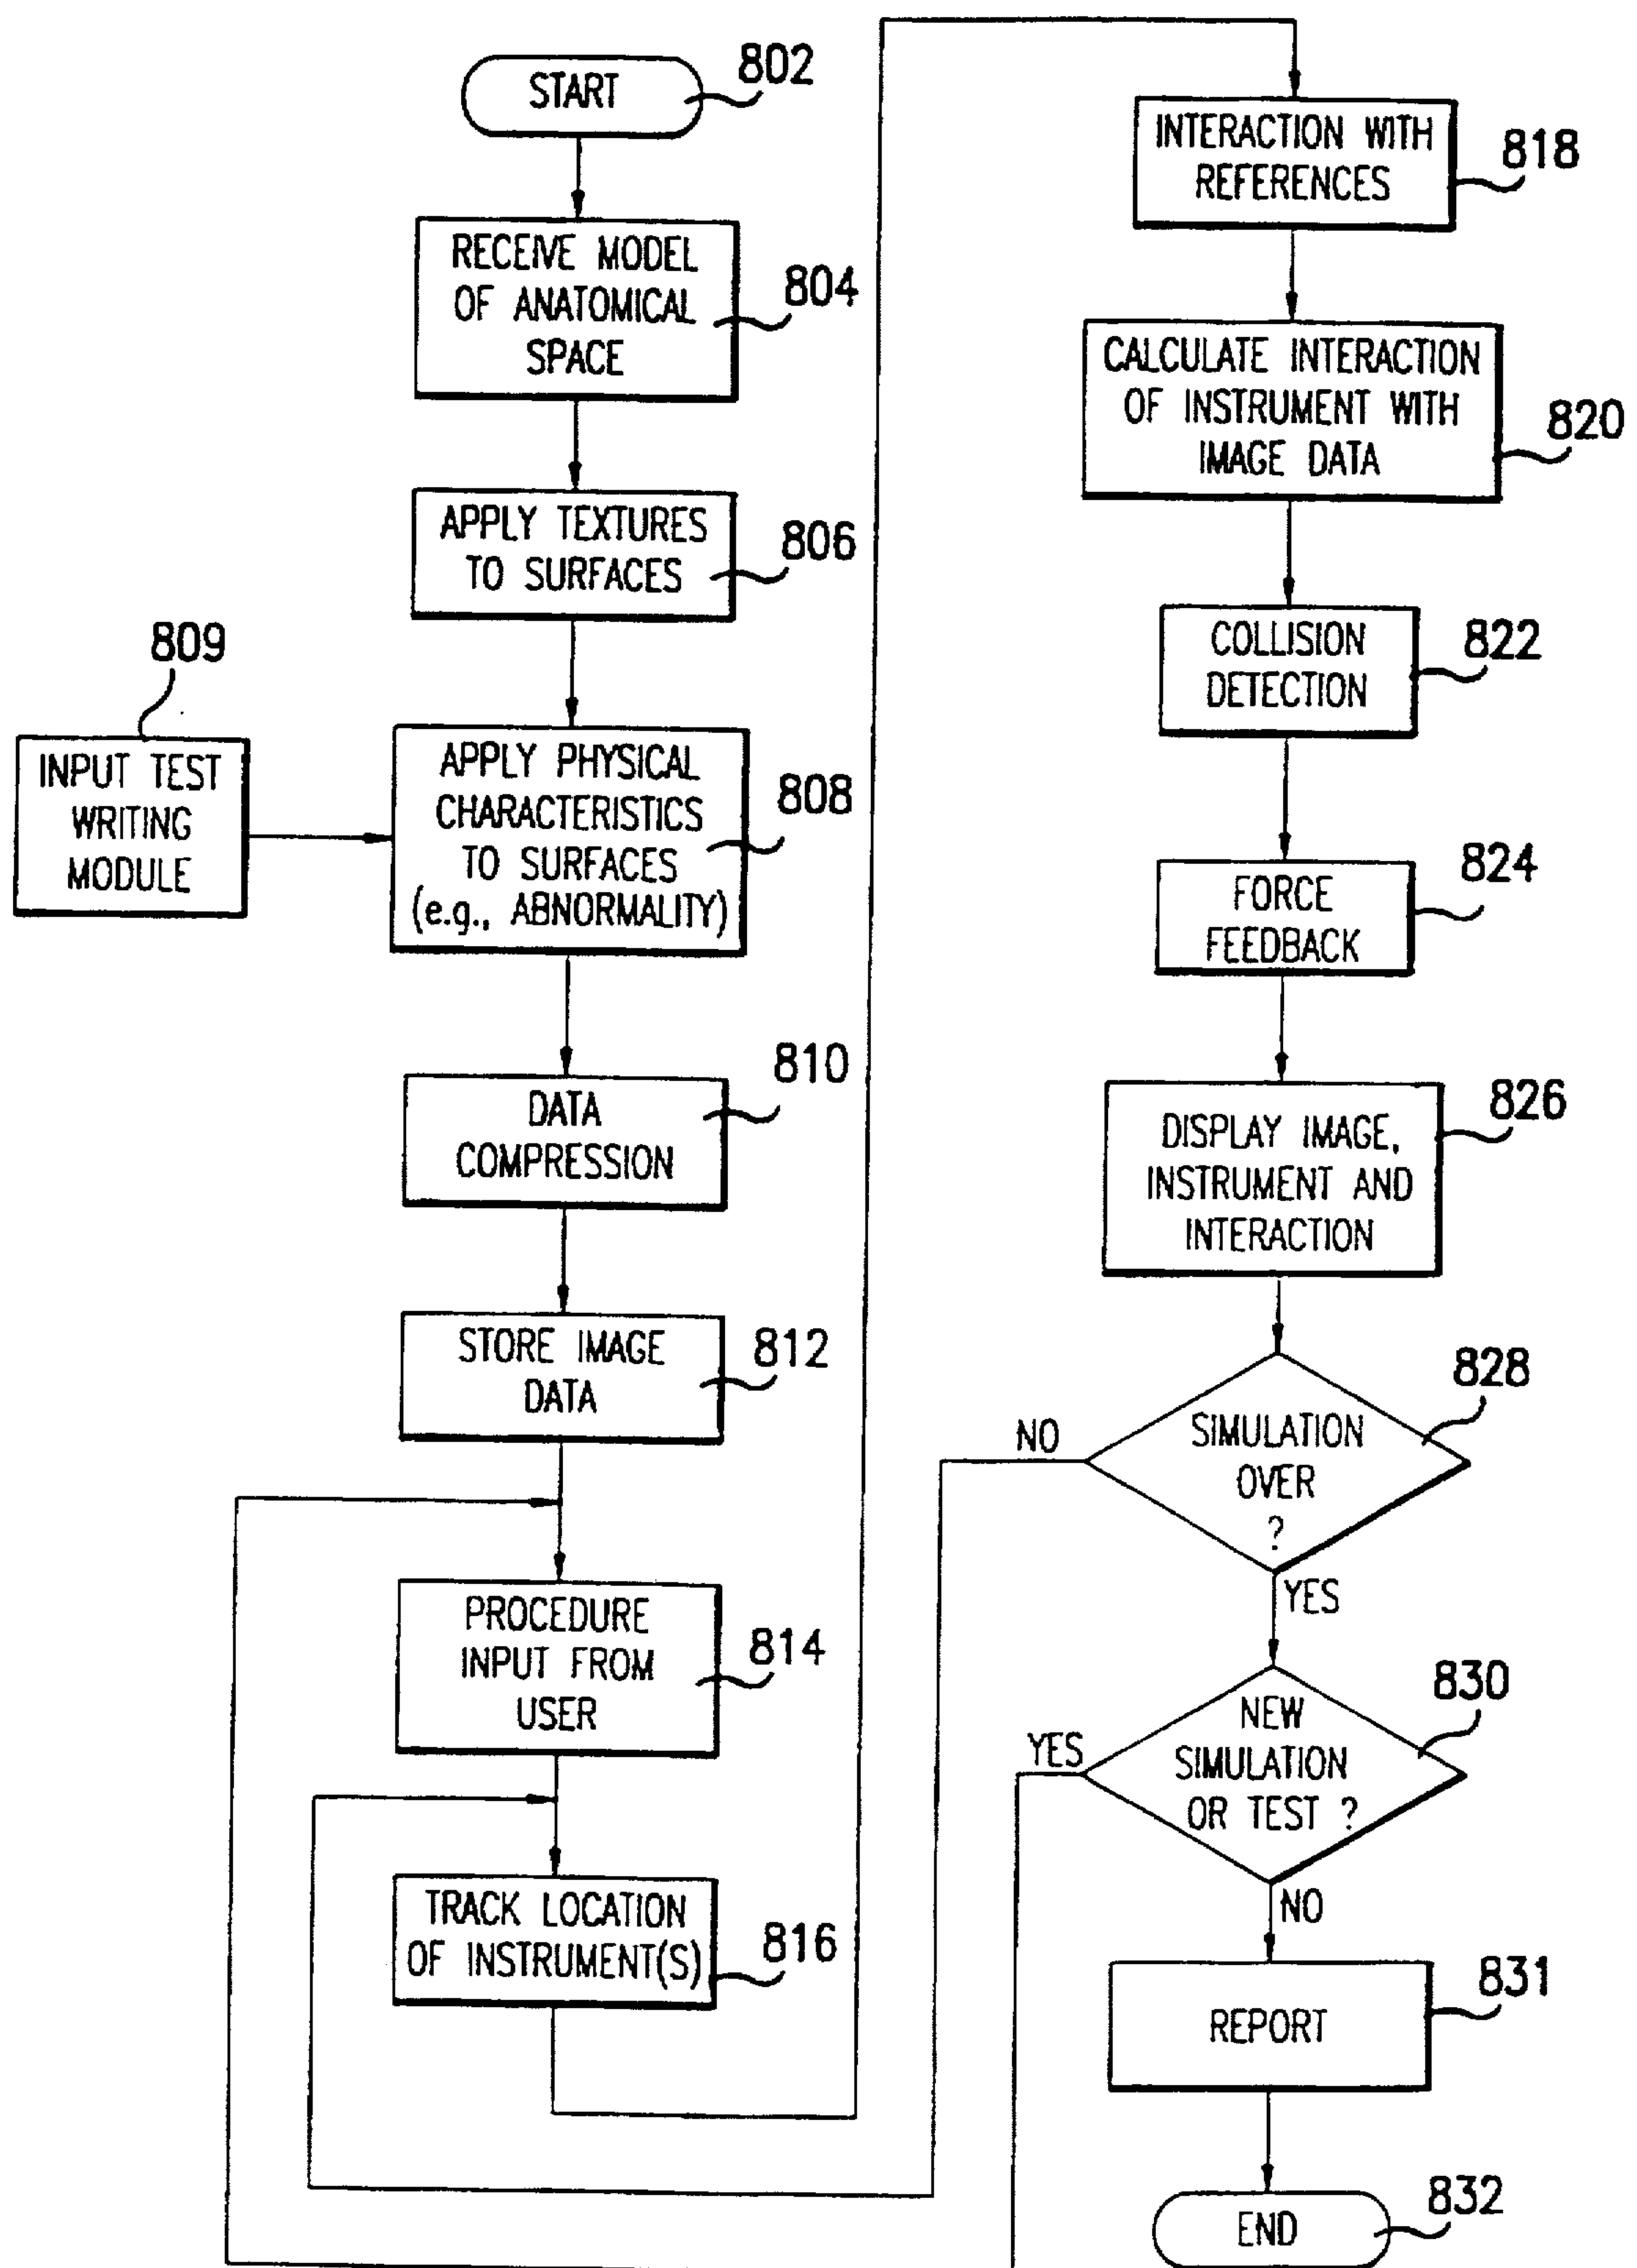 START
802
RECEIVE MODEL
OF ANATOMICAL
SPACE
804
APPLY TEXTURES
TO SURFACES
806
809
INPUT TEST
WRITING
MODULE
APPLY PHYSICAL
CHARACTERISTICS
TO SURFACES
(e.g., ABNORMALITY)
808
DATA
COMPRESSION
810
STORE IMAGE
DATA
812
PROCEDURE
INPUT FROM
USER
814
TRACK LOCATION
OF INSTRUMENT(S)
816
INTERACTION WITH
REFERENCES
818
CALCULATE INTERACTION
OF INSTRUMENT WITH
IMAGE DATA
820
COLLISION
DETECTION
822
FORCE
FEEDBACK
824
DISPLAY IMAGE,
INSTRUMENT AND
INTERACTION
826
SIMULATION
OVER
?
828
NO
YES
NEW
SIMULATION
OR TEST ?
830
YES
NO
REPORT
831
END
832